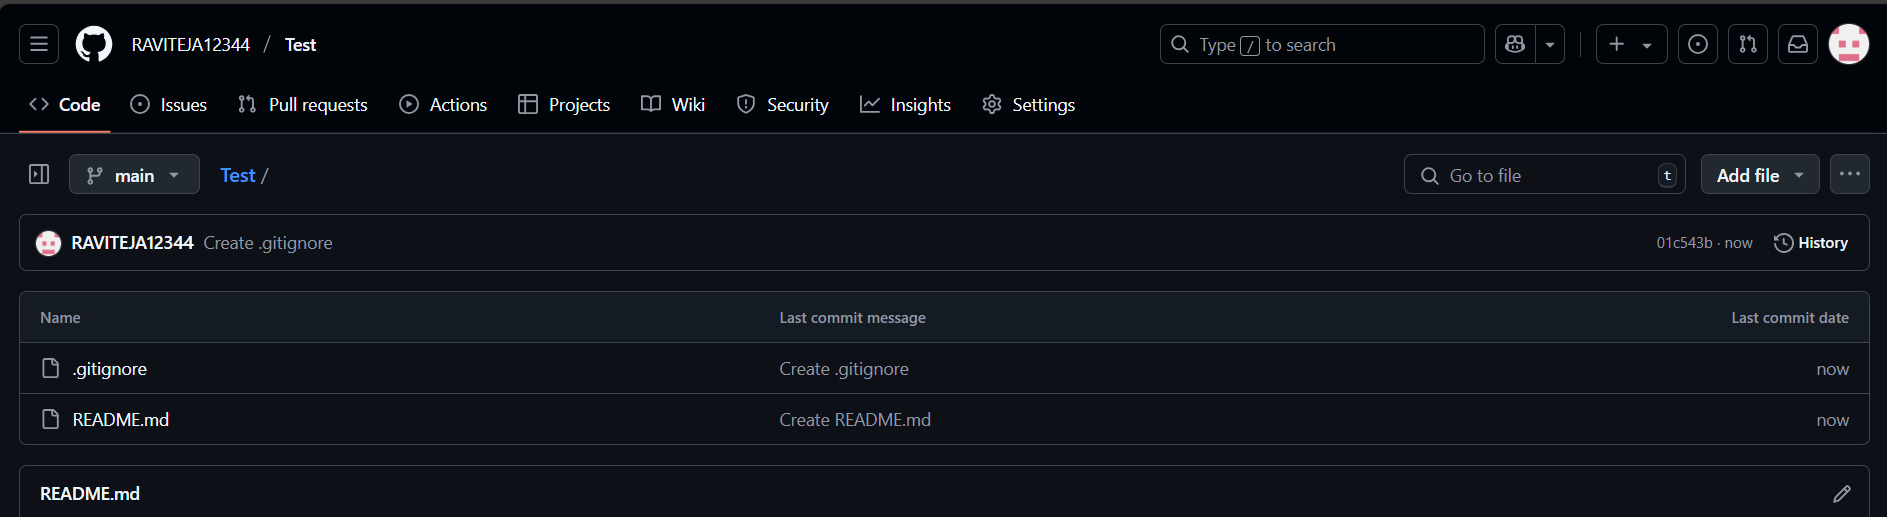 RAVITEJA12344 / Test
Type / to search
Code Issues Pull requests Actions Projects Wiki Security Insights Settings
main Test / Go to file t Add file
RAVITEJA12344 Create .gitignore 01c543b · now History
Name Last commit message Last commit date
.gitignore Create .gitignore now
README.md Create README.md now
README.md